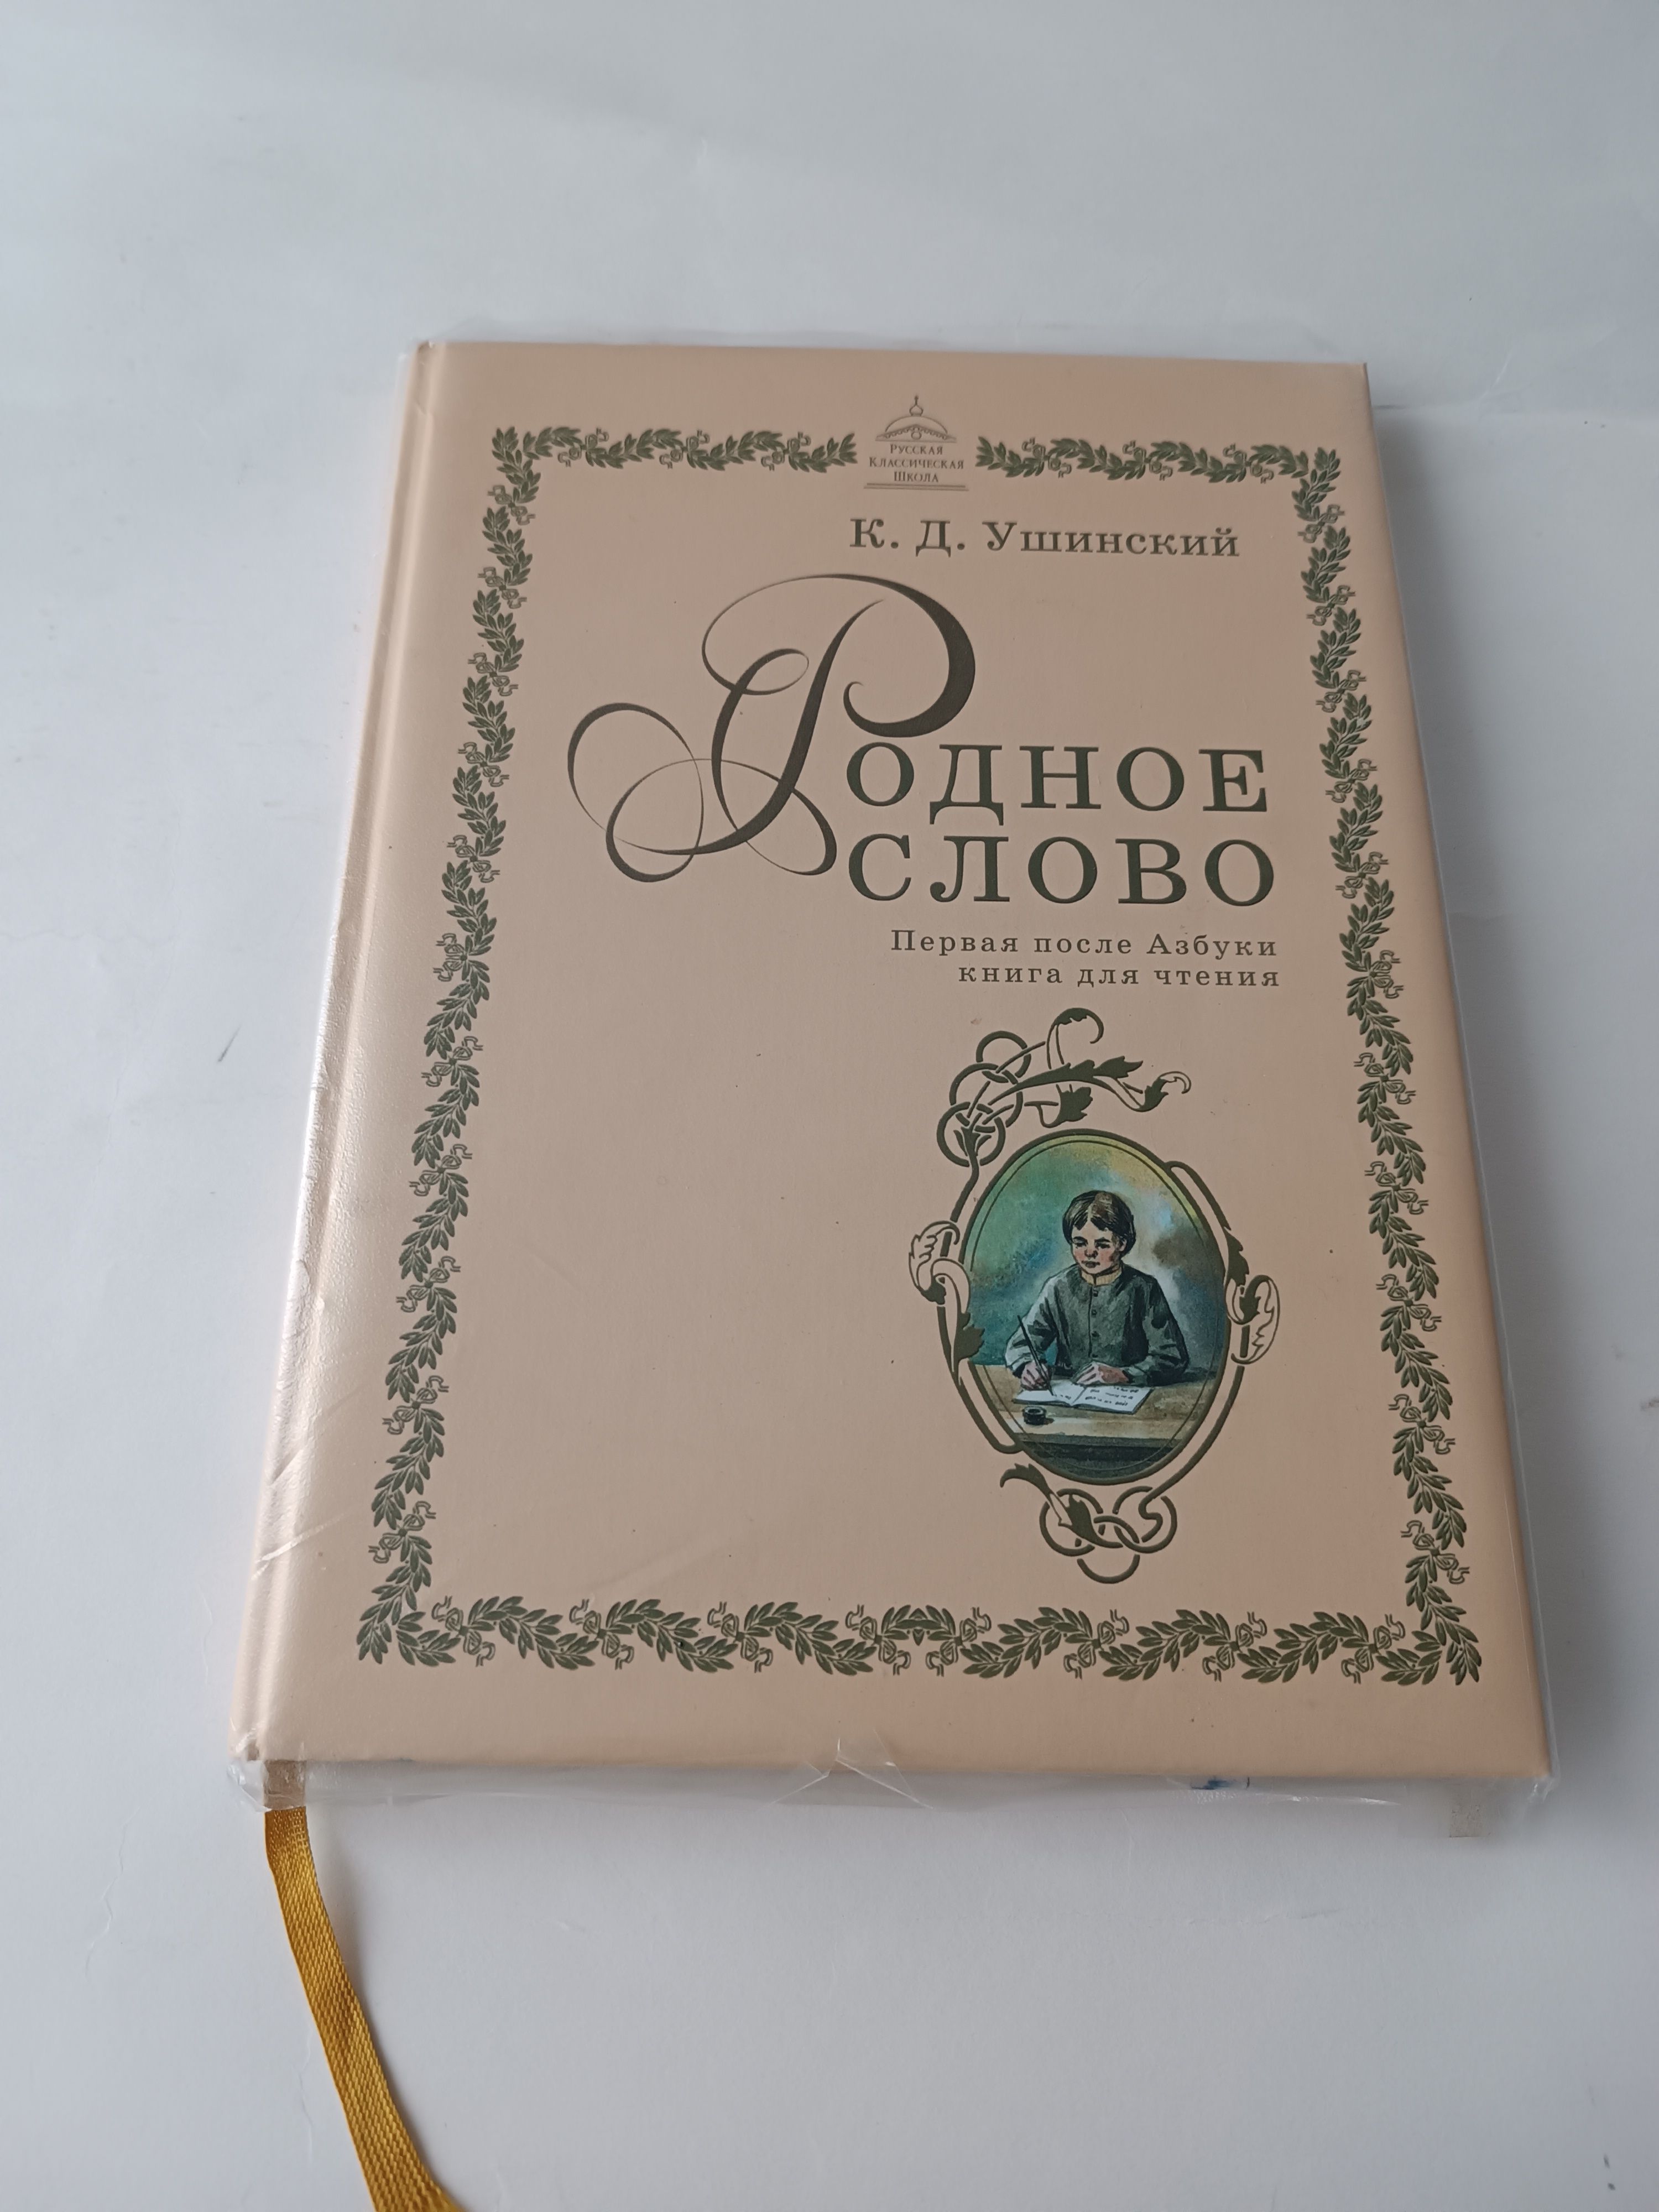 Русская
Классическая
Школа
К. Д. Ушинский
Родное
слово
Первая после Азбуки
книга для чтения